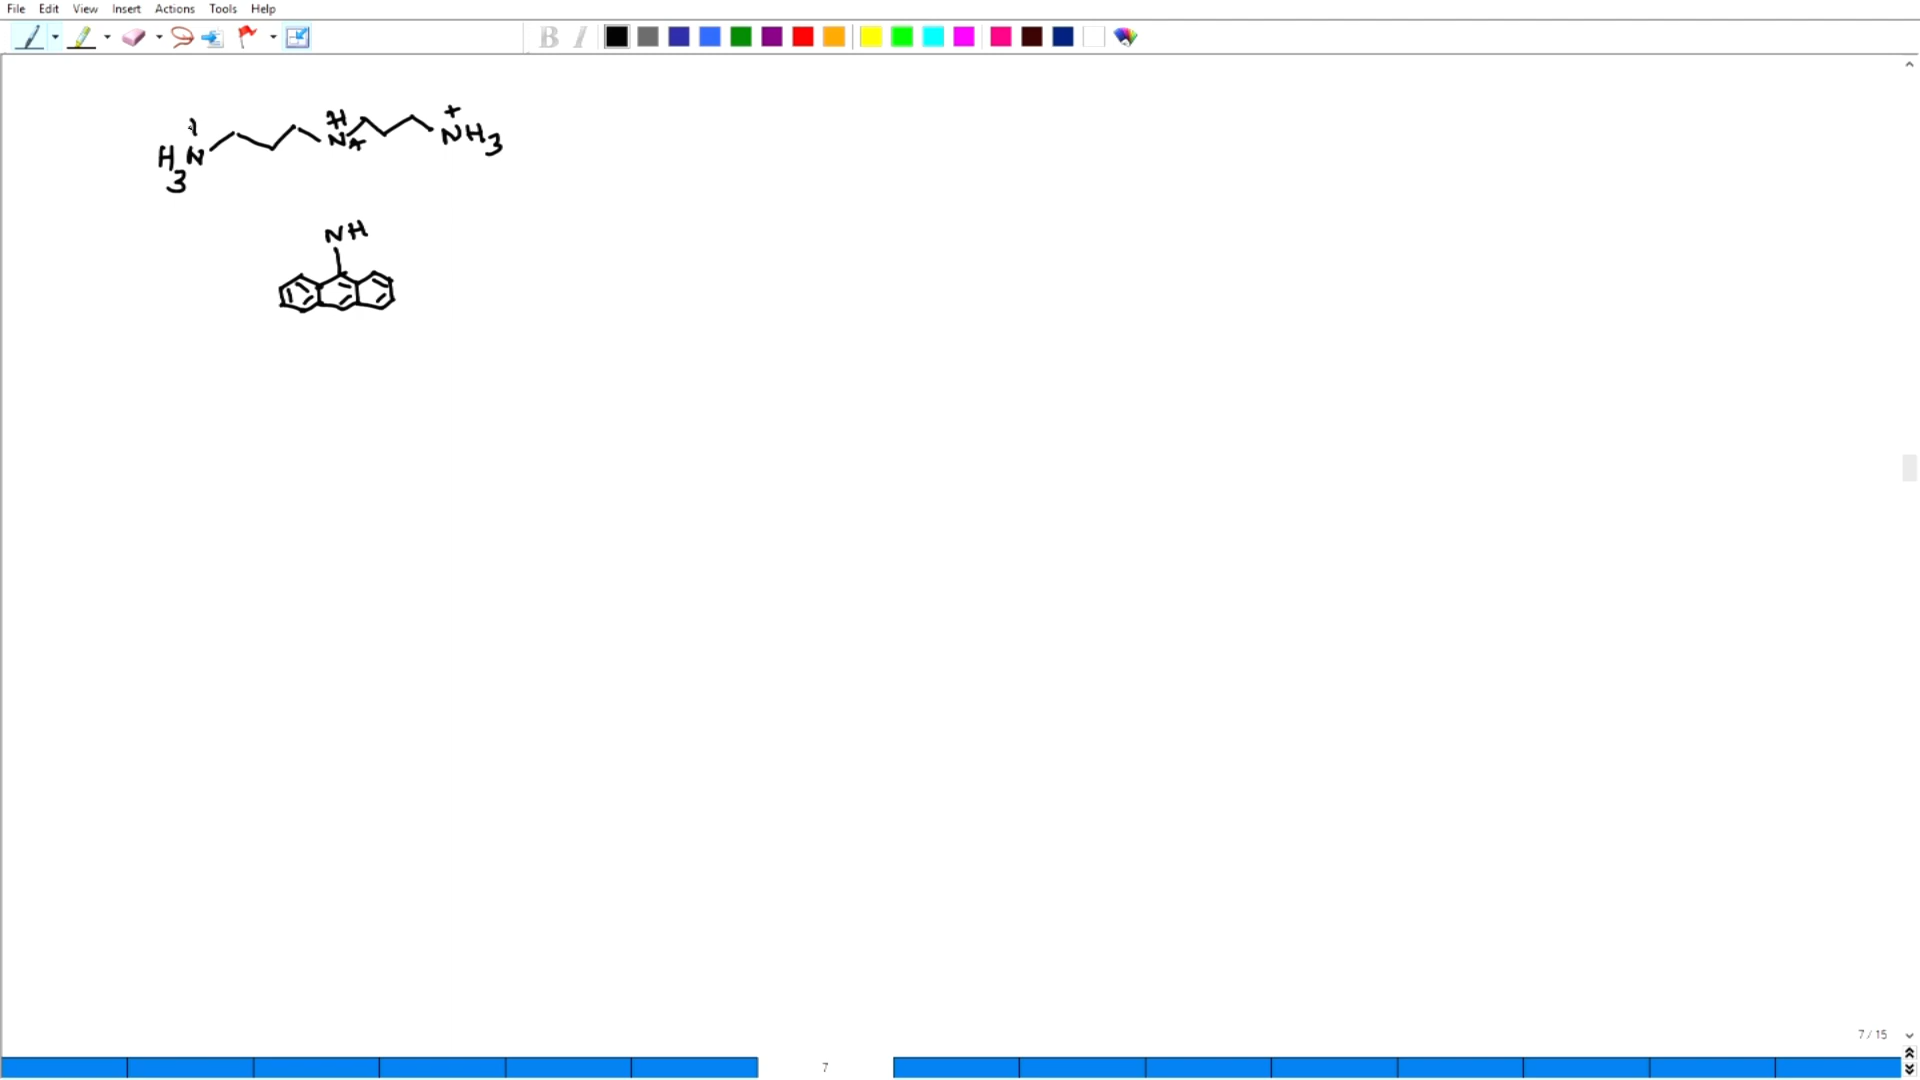 File Edit View Insert Actions Tools Help
B I
H
+
H3N
N+
NH3
NH
7 / 15
7